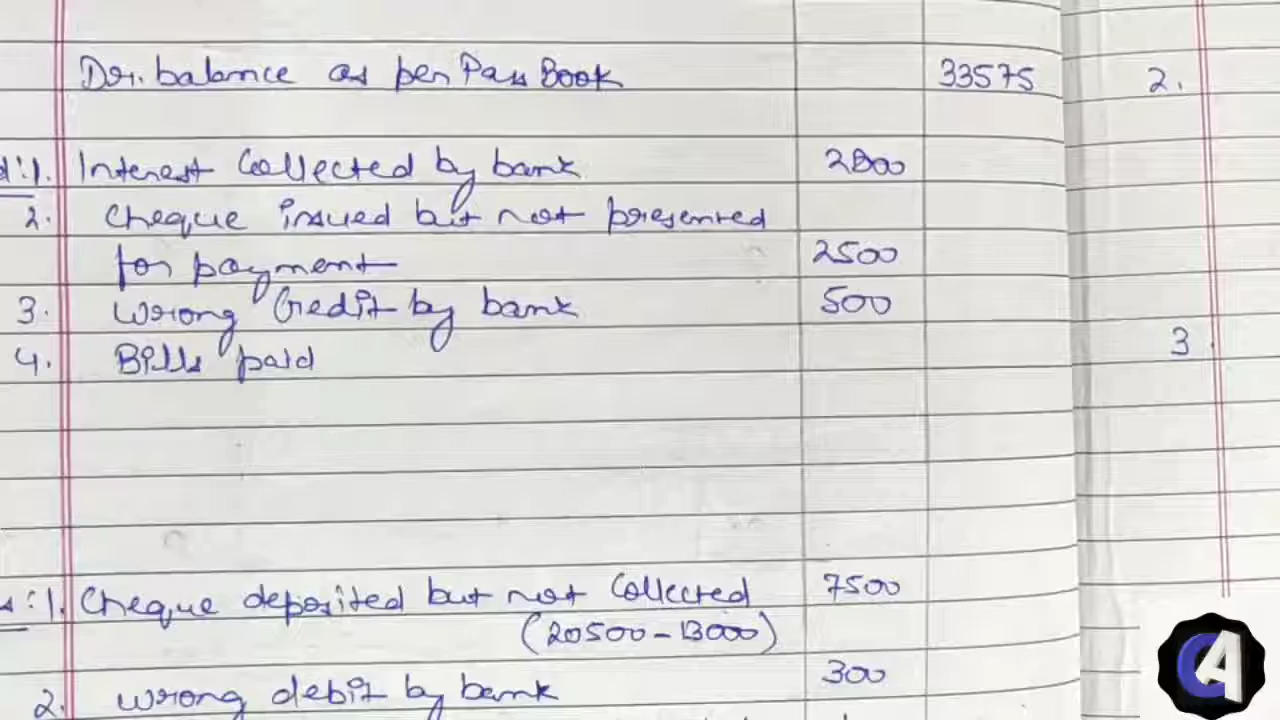 Dr. balance as per Pass Book 33575 2.
d:1. Interest Collected by bank 2800
2. Cheque issued but not presented
for payment 2500
3. Wrong Credit by bank 500
4. Bills paid 3
s:1. Cheque deposited but not Collected 7500
(20500-13000)
2. Wrong debit by bank 300
CA